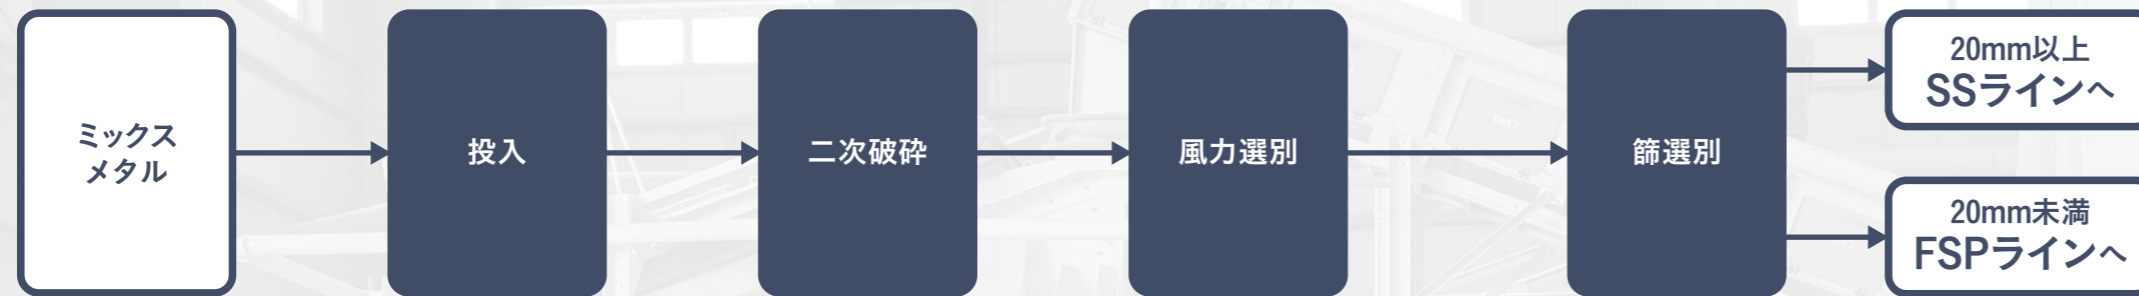 ミックス
メタル
投入
二次破砕
風力選別
篩選別
20mm以上
SSラインへ
20mm未満
FSPラインへ